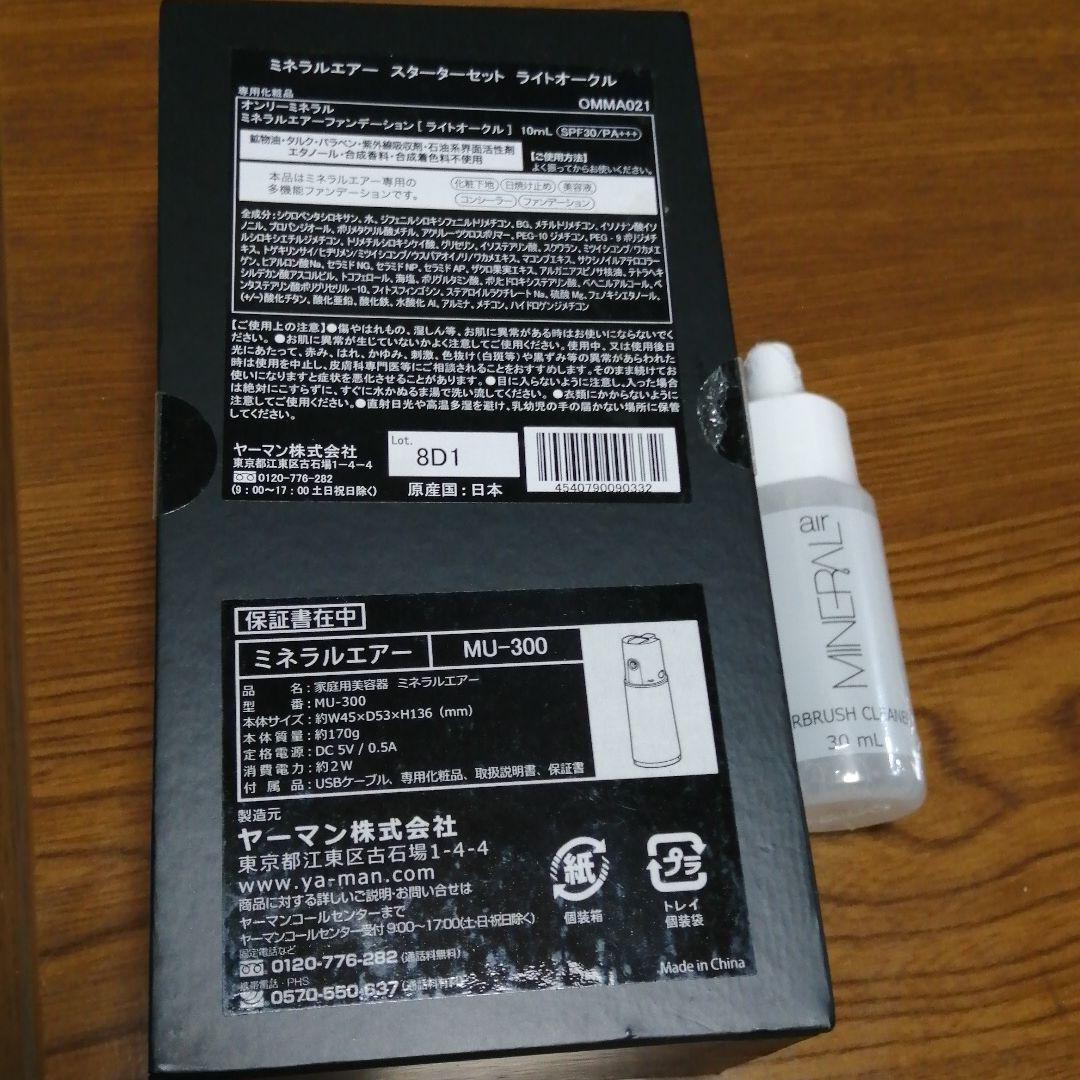 ミネラルエアー スターターセット ライトオークル
専用化粧品
OMMA021
オンリーミネラル
ミネラルエアーファンデーション［ ライトオークル ］ 10mL SPF30/PA+++
鉱物油・タルク・パラベン・紫外線吸収剤・石油系界面活性剤
エタノール・合成香料・合成着色料不使用
【ご使用方法】
よく振ってからお使いください。
本品はミネラルエアー専用の
多機能ファンデーションです。
化粧下地 日焼け止め 美容液
コンシーラー ファンデーション
全成分：シクロペンタシロキサン、水、ジフェニルシロキシフェニルトリメチコン、BG、メチルトリメチコン、イソノナン酸イソ
ノニル、プロパンジオール、ポリメタクリル酸メチル、アクリレーツクロスポリマー、PEG-10 ジメチコン、PEG - 9 ポリジメチ
ルシロキシエチルジメチコン、トリメチルシロキシケイ酸、グリセリン、イソステアリン酸、スクワラン、ミツイシコンブ/ワカメエ
キス、トゲキリンサイ/ヒヂリメン/ミツイシコンブ/ウスバアオイノリ/ワカメエキス、マコンブエキス、サクシノイルアテロコラー
ゲン、ヒアルロン酸Na、セラミド NG、セラミド NP、セラミド AP、ザクロ果実エキス、アルガニアスピノサ核油、テトラヘキ
シルデカン酸アスコルビル、トコフェロール、海塩、ポリグルタミン酸、ポリヒドロキシステアリン酸、ベヘニルアルコール、ペ
ンタステアリン酸ポリグリセリル -10、フィトスフィンゴシン、ステアロイルラクチレート Na、硫酸 Mg、フェノキシエタノール、
(+/-)酸化チタン、酸化亜鉛、酸化鉄、水酸化 Al、アルミナ、メチコン、ハイドロゲンジメチコン
【ご使用上の注意】●傷やはれもの、湿しん等、お肌に異常がある時はお使いにならないでく
ださい。●お肌に異常が生じていないかよく注意してご使用ください。使用中、又は使用後日
光にあたって、赤み、はれ、かゆみ、刺激、色抜け(白斑等)や黒ずみ等の異常があらわれた
時は使用を中止し、皮膚科専門医等にご相談されることをおすすめします。そのまま続けてお
使いになりますと症状を悪化させることがあります。●目に入らないように注意し、入った場合
は絶対にこすらずに、すぐに水かぬるま湯で洗い流してください。●衣類にかからないように
注意してご使用ください。●直射日光や高温多湿を避け、乳幼児の手の届かない場所に保管
してください。
ヤーマン株式会社
東京都江東区古石場1-4-4
0120-776-282
(9：00〜17：00 土日祝日除く)
Lot.
8D1
原産国：日本
4540790090332
保証書在中
ミネラルエアー MU-300
品 名：家庭用美容器 ミネラルエアー
型 番：MU-300
本体サイズ：約W45×D53×H136（mm）
本体質量：約170g
定格電源：DC 5V / 0.5A
消費電力：約2W
付属品：USBケーブル、専用化粧品、取扱説明書、保証書
製造元
ヤーマン株式会社
東京都江東区古石場1-4-4
www.ya-man.com
商品に対する詳しいご説明・お問い合せは
ヤーマンコールセンターまで
ヤーマンコールセンター受付 9:00〜17:00(土・日・祝日除く)
固定電話など
0120-776-282 (通話料無料)
携帯電話・PHS
0570-550-637 (通話料有料)
紙
個装箱
プラ
トレイ
個装袋
Made in China
air
MINERAL
RBRUSH CLEANE
30 mL